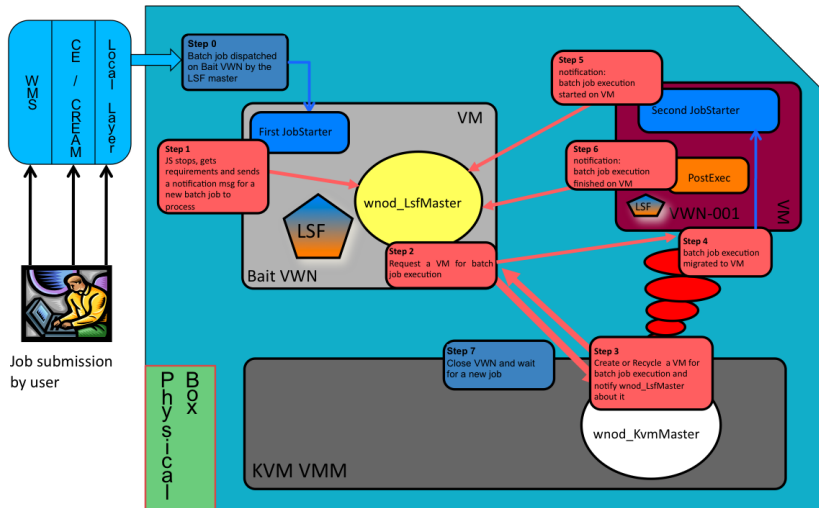 WMS
CE / CREAM
Local Layer
Job submission
by user
Step 0
Batch job dispatched
on Bait VWN by the
LSF master
VM
First JobStarter
Step 1
JS stops, gets
requirements and sends
a notification msg for a
new batch job to
process
wnod_LsfMaster
LSF
Bait VWN
Step 2
Request a VM for batch
job execution
Step 5
notification:
batch job execution
started on VM
Second JobStarter
Step 6
notification:
batch job execution
finished on VM
PostExec
LSF
VWN-001
VM
Step 4
batch job execution
migrated to VM
Step 7
Close VWN and wait
for a new job
Step 3
Create or Recycle a VM for
batch job execution and
notify wnod_LsfMaster
about it
wnod_KvmMaster
KVM VMM
Physical
Box